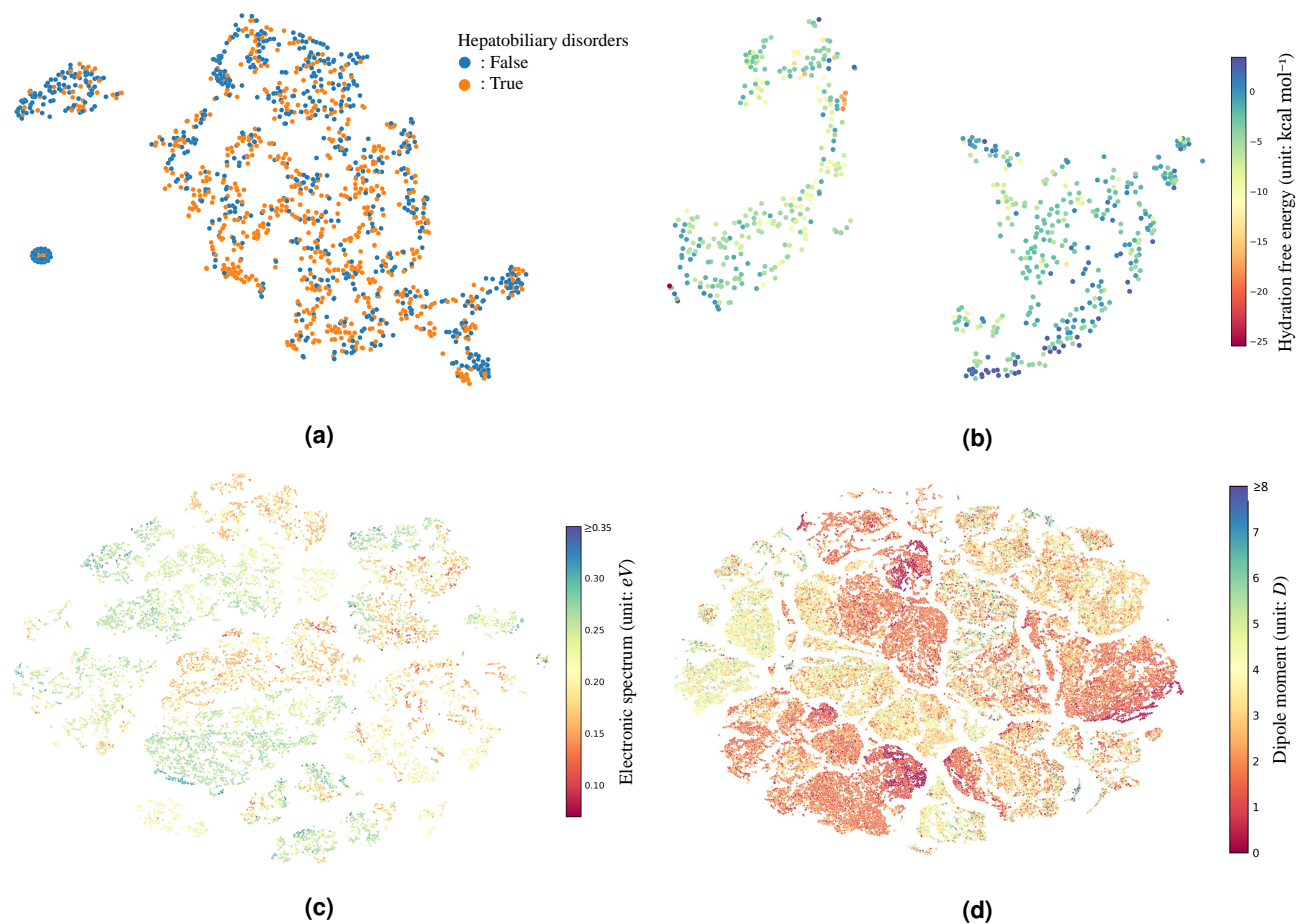 Hepatobiliary disorders
: False
: True
0
−5
−10
−15
−20
−25
Hydration free energy (unit: kcal mol⁻¹)
(a)
(b)
≥0.35
0.30
0.25
0.20
0.15
0.10
Electronic spectrum (unit: eV)
≥8
7
6
5
4
3
2
1
0
Dipole moment (unit: D)
(c)
(d)